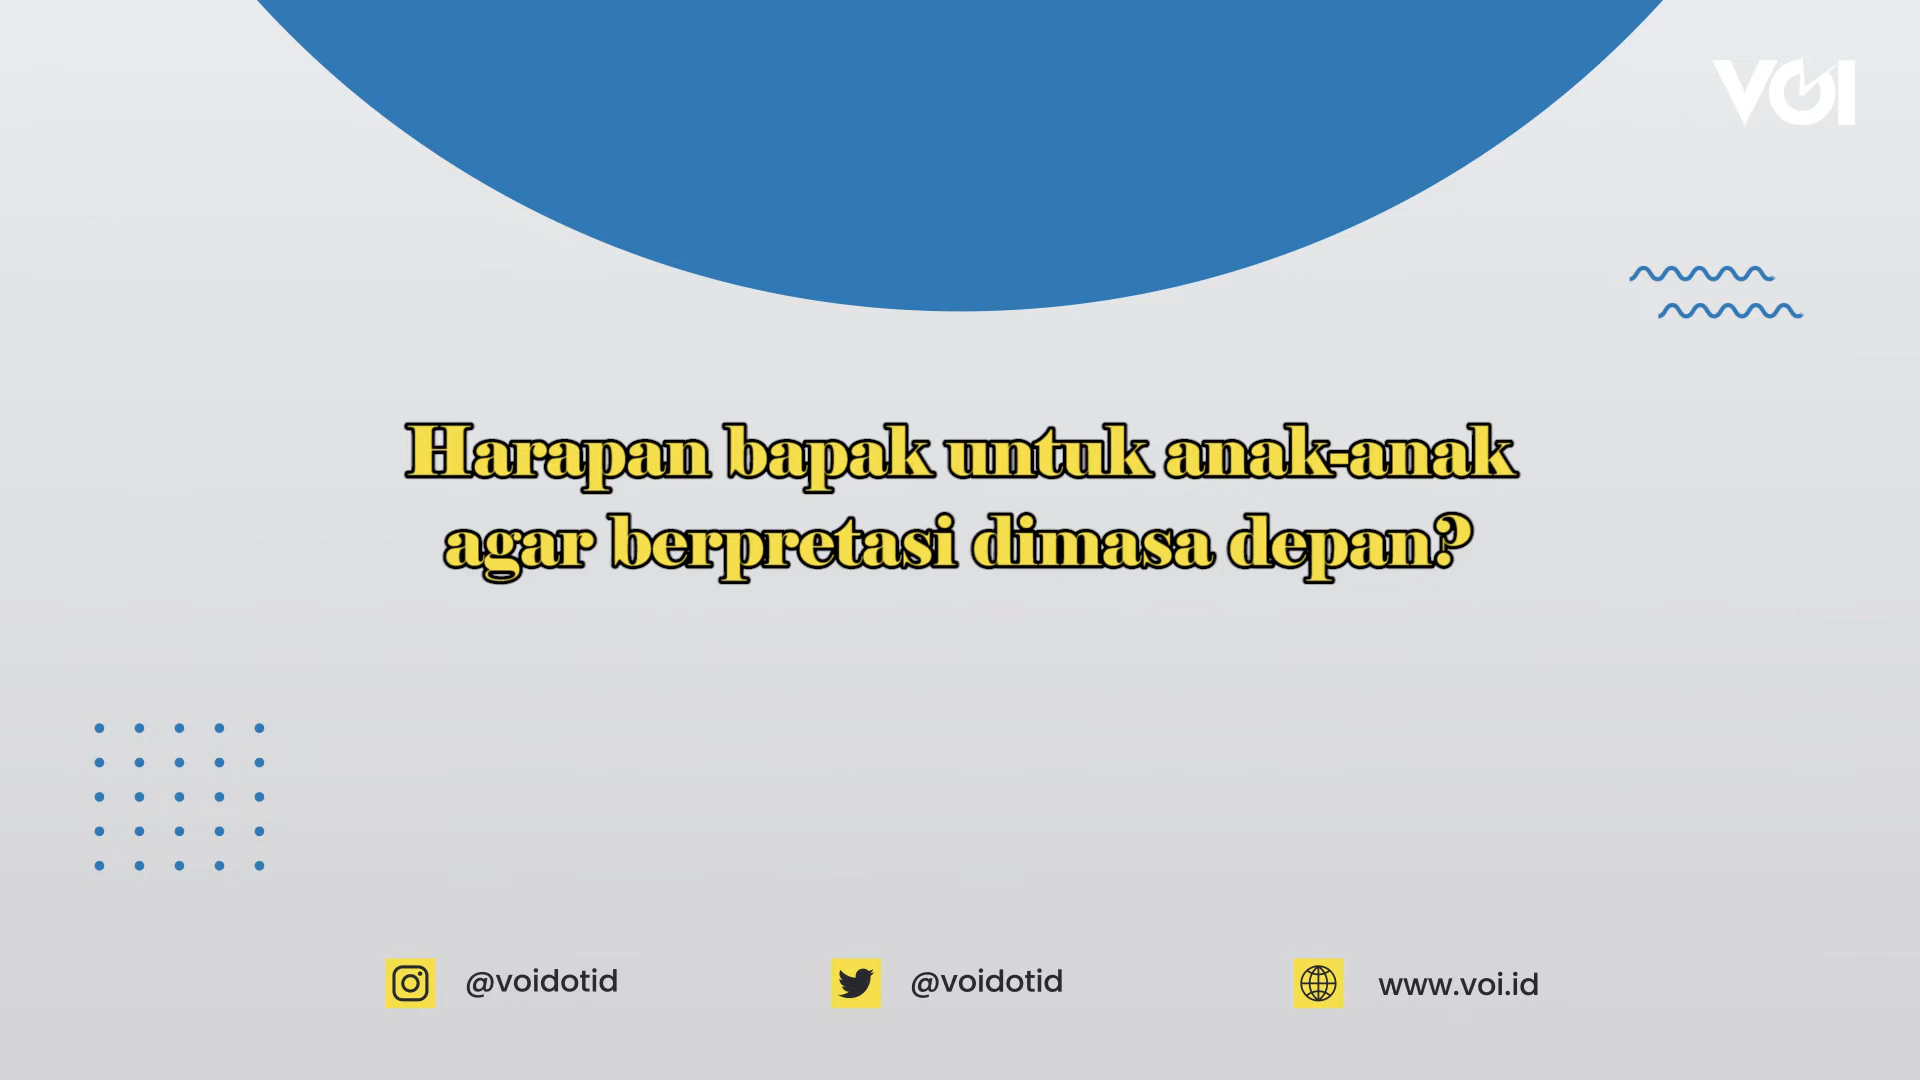 VOI
Harapan bapak untuk anak-anak
agar berpretasi dimasa depan?
@voidotid
@voidotid
www.voi.id